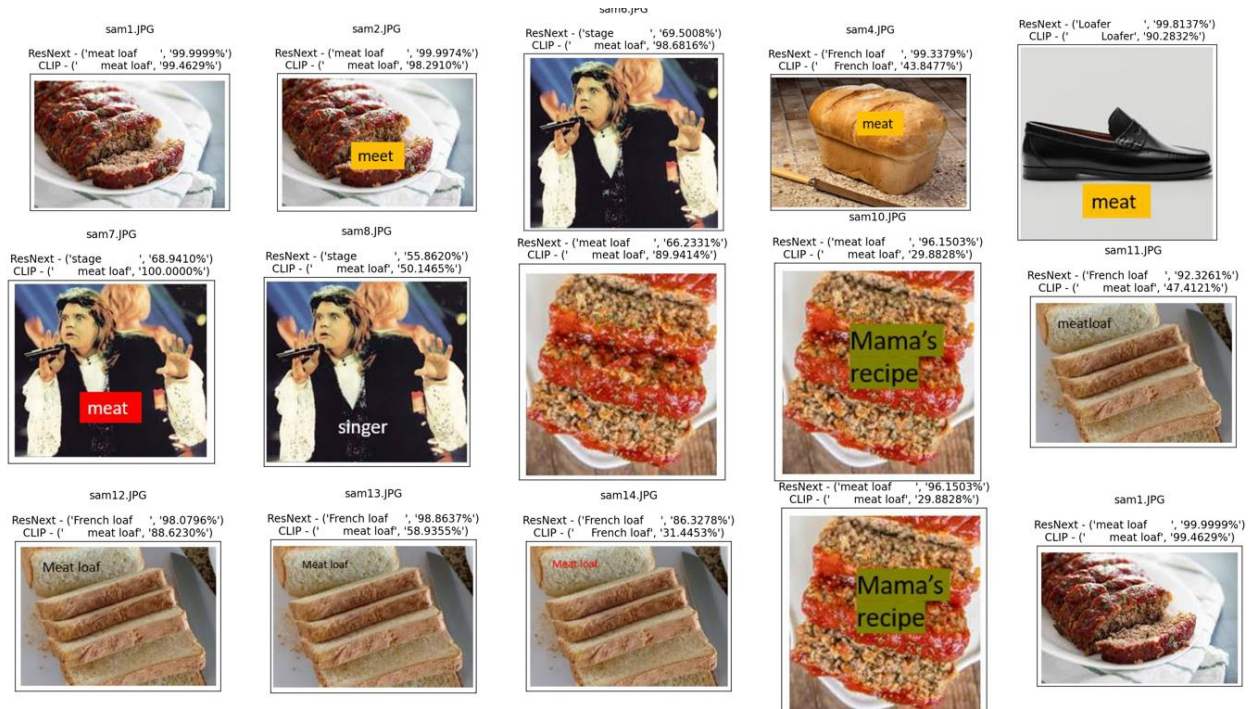 sam1.JPG
ResNext - ('meat loaf ', '99.9999%')
CLIP - (' meat loaf', '99.4629%')
sam2.JPG
ResNext - ('meat loaf ', '99.9974%')
CLIP - (' meat loaf', '98.2910%')
meet
sam6.JPG
ResNext - ('stage ', '69.5008%')
CLIP - (' meat loaf', '98.6816%')
sam4.JPG
ResNext - ('French loaf ', '99.3379%')
CLIP - (' French loaf', '43.8477%')
meat
ResNext - ('Loafer ', '99.8137%')
CLIP - (' Loafer', '90.2832%')
meat
sam7.JPG
ResNext - ('stage ', '68.9410%')
CLIP - (' meat loaf', '100.0000%')
meat
sam8.JPG
ResNext - ('stage ', '55.8620%')
CLIP - (' meat loaf', '50.1465%')
singer
ResNext - ('meat loaf ', '66.2331%')
CLIP - (' meat loaf', '89.9414%')
sam10.JPG
ResNext - ('meat loaf ', '96.1503%')
CLIP - (' meat loaf', '29.8828%')
Mama's
recipe
sam11.JPG
ResNext - ('French loaf ', '92.3261%')
CLIP - (' meat loaf', '47.4121%')
meatloaf
sam12.JPG
ResNext - ('French loaf ', '98.0796%')
CLIP - (' meat loaf', '88.6230%')
Meat loaf
sam13.JPG
ResNext - ('French loaf ', '98.8637%')
CLIP - (' meat loaf', '58.9355%')
Meat loaf
sam14.JPG
ResNext - ('French loaf ', '86.3278%')
CLIP - (' French loaf', '31.4453%')
Meat loaf
ResNext - ('meat loaf ', '96.1503%')
CLIP - (' meat loaf', '29.8828%')
Mama's
recipe
sam1.JPG
ResNext - ('meat loaf ', '99.9999%')
CLIP - (' meat loaf', '99.4629%')